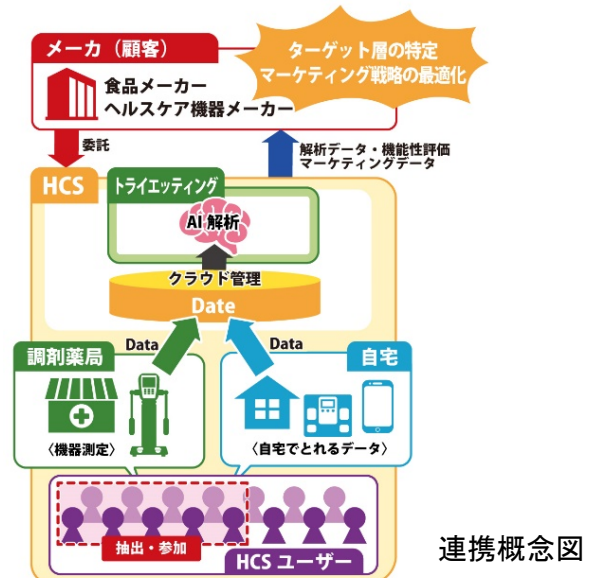 メーカ（顧客）
ターゲット層の特定
マーケティング戦略の最適化
食品メーカー
ヘルスケア機器メーカー
委託
解析データ・機能性評価
マーケティングデータ
HCS
トライエッティング
AI 解析
クラウド管理
Date
Data
Data
調剤薬局
自宅
〈機器測定〉
〈自宅でとれるデータ〉
抽出・参加
HCS ユーザー
連携概念図